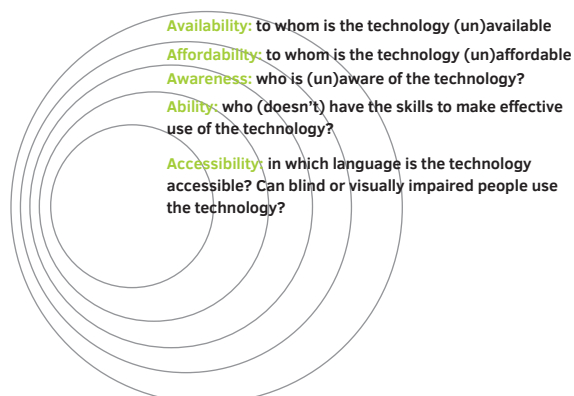 Availability: to whom is the technology (un)available
Affordability: to whom is the technology (un)affordable
Awareness: who is (un)aware of the technology?
Ability: who (doesn’t) have the skills to make effective
use of the technology?
Accessibility: in which language is the technology
accessible? Can blind or visually impaired people use
the technology?